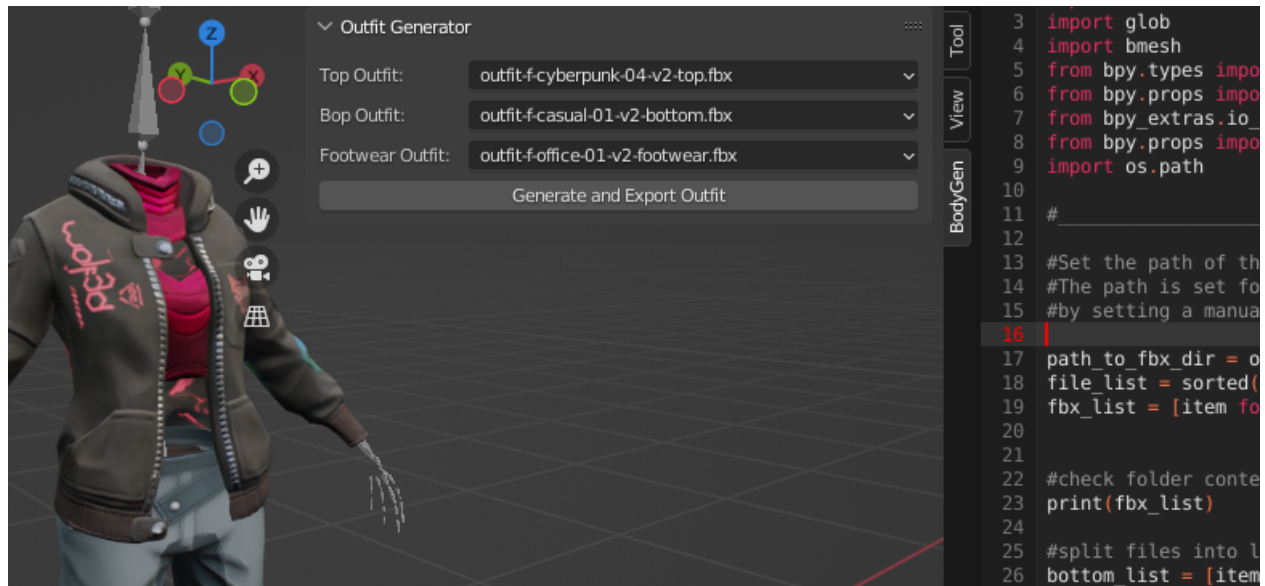 Outfit Generator
Top Outfit: outfit-f-cyberpunk-04-v2-top.fbx
Bop Outfit: outfit-f-casual-01-v2-bottom.fbx
Footwear Outfit: outfit-f-office-01-v2-footwear.fbx
Generate and Export Outfit
Z
Y
X
Tool
View
BodyGen
3 import glob
4 import bmesh
5 from bpy.types impo
6 from bpy.props impo
7 from bpy_extras.io_
8 from bpy.props impo
9 import os.path
10
11 #
12
13 #Set the path of th
14 #The path is set fo
15 #by setting a manua
16
17 path_to_fbx_dir = o
18 file_list = sorted(
19 fbx_list = [item fo
20
21
22 #check folder conte
23 print(fbx_list)
24
25 #split files into l
26 bottom_list = [item